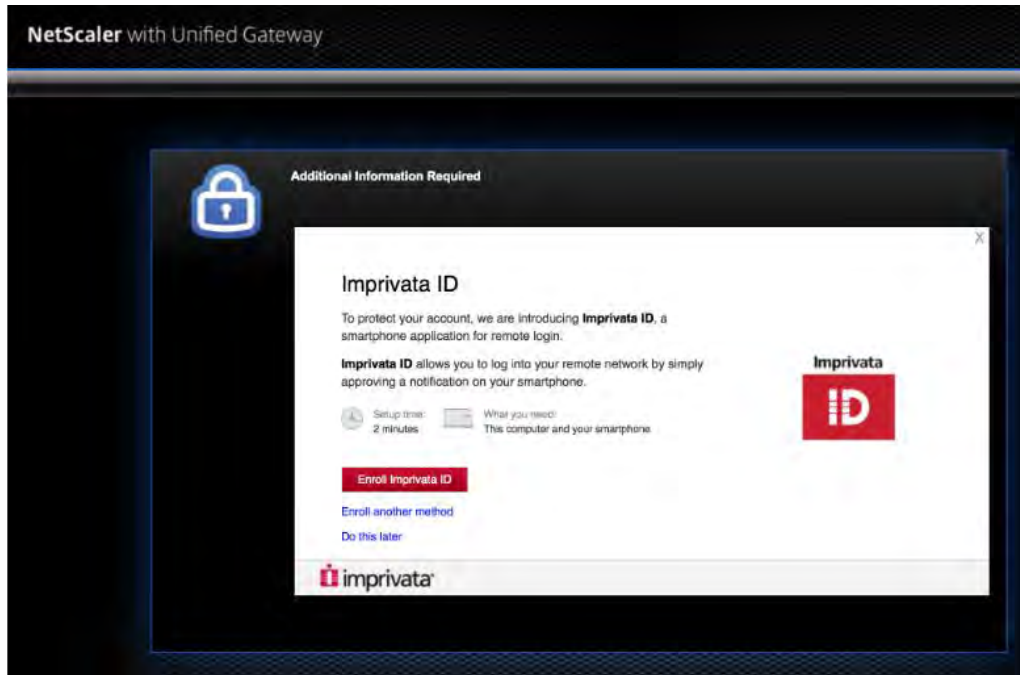 NetScaler with Unified Gateway
Additional Information Required
X
Imprivata ID
To protect your account, we are introducing Imprivata ID, a
smartphone application for remote login.
Imprivata ID allows you to log into your remote network by simply
approving a notification on your smartphone.
Setup time:
2 minutes
What you need:
This computer and your smartphone
Enroll Imprivata ID
Enroll another method
Do this later
Imprivata
ID
imprivata